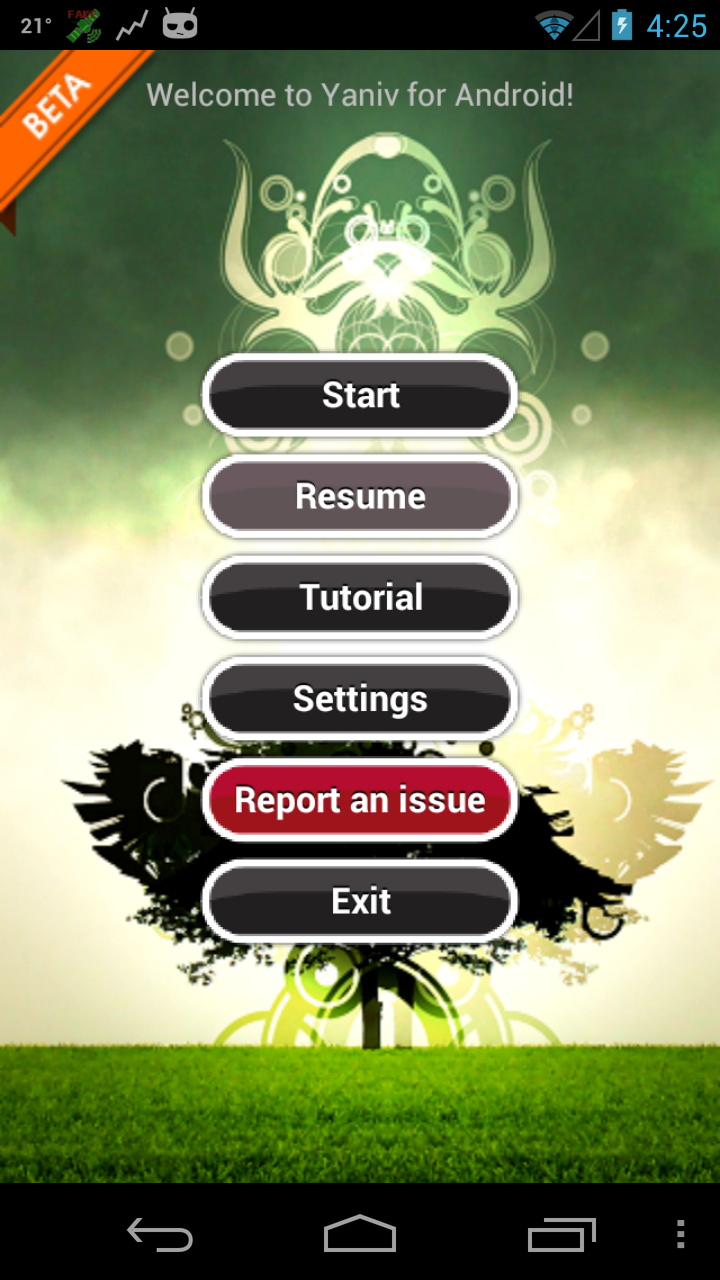 21°
FAKE
4:25
BETA
Welcome to Yaniv for Android!
Start
Resume
Tutorial
Settings
Report an issue
Exit